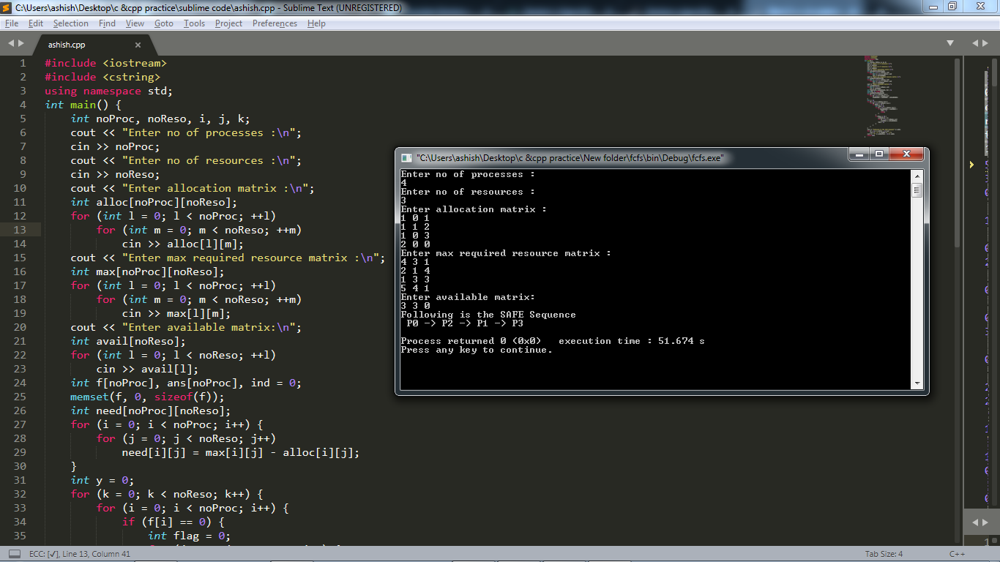 C:\Users\ashish\Desktop\c &cpp practice\sublime code\ashish.cpp - Sublime Text (UNREGISTERED)
File Edit Selection Find View Goto Tools Project Preferences Help
ashish.cpp
1 #include <iostream>
2 #include <cstring>
3 using namespace std;
4 int main() {
5 int noProc, noReso, i, j, k;
6 cout << "Enter no of processes :\n";
7 cin >> noProc;
8 cout << "Enter no of resources :\n";
9 cin >> noReso;
10 cout << "Enter allocation matrix :\n";
11 int alloc[noProc][noReso];
12 for (int l = 0; l < noProc; ++l)
13 for (int m = 0; m < noReso; ++m)
14 cin >> alloc[l][m];
15 cout << "Enter max required resource matrix :\n";
16 int max[noProc][noReso];
17 for (int l = 0; l < noProc; ++l)
18 for (int m = 0; m < noReso; ++m)
19 cin >> max[l][m];
20 cout << "Enter available matrix:\n";
21 int avail[noReso];
22 for (int l = 0; l < noReso; ++l)
23 cin >> avail[l];
24 int f[noProc], ans[noProc], ind = 0;
25 memset(f, 0, sizeof(f));
26 int need[noProc][noReso];
27 for (i = 0; i < noProc; i++) {
28 for (j = 0; j < noReso; j++)
29 need[i][j] = max[i][j] - alloc[i][j];
30 }
31 int y = 0;
32 for (k = 0; k < noReso; k++) {
33 for (i = 0; i < noProc; i++) {
34 if (f[i] == 0) {
35 int flag = 0;
"C:\Users\ashish\Desktop\c &cpp practice\New folder\fcfs\bin\Debug\fcfs.exe"
Enter no of processes :
4
Enter no of resources :
3
Enter allocation matrix :
1 0 1
1 1 2
1 0 3
2 0 0
Enter max required resource matrix :
4 3 1
2 1 4
1 3 3
5 4 1
Enter available matrix:
3 3 0
Following is the SAFE Sequence
P0 -> P2 -> P1 -> P3
Process returned 0 (0x0) execution time : 51.674 s
Press any key to continue.
ECC: [✓], Line 13, Column 41
Tab Size: 4
C++